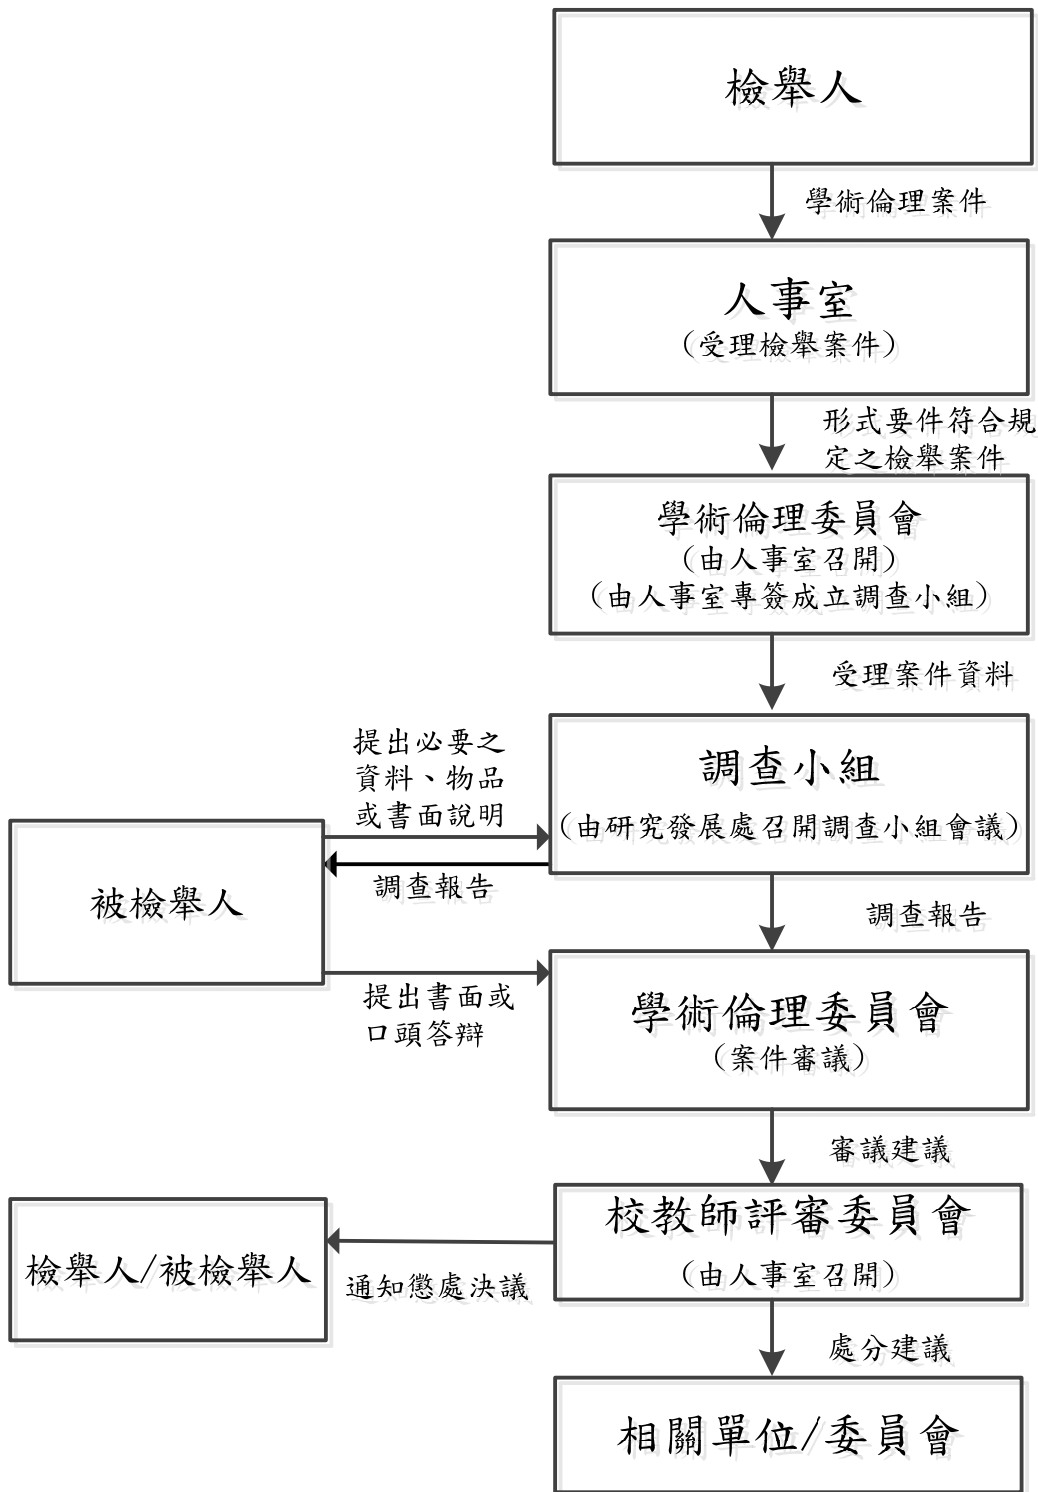 檢舉人
學術倫理案件
人事室
（受理檢舉案件）
形式要件符合規
定之檢舉案件
學術倫理委員會
（由人事室召開）
（由人事室專簽成立調查小組）
受理案件資料
提出必要之
資料、物品
或書面說明
調查小組
（由研究發展處召開調查小組會議）
調查報告
被檢舉人
調查報告
提出書面或
口頭答辯
學術倫理委員會
（案件審議）
審議建議
校教師評審委員會
（由人事室召開）
檢舉人/被檢舉人
通知懲處決議
處分建議
相關單位/委員會